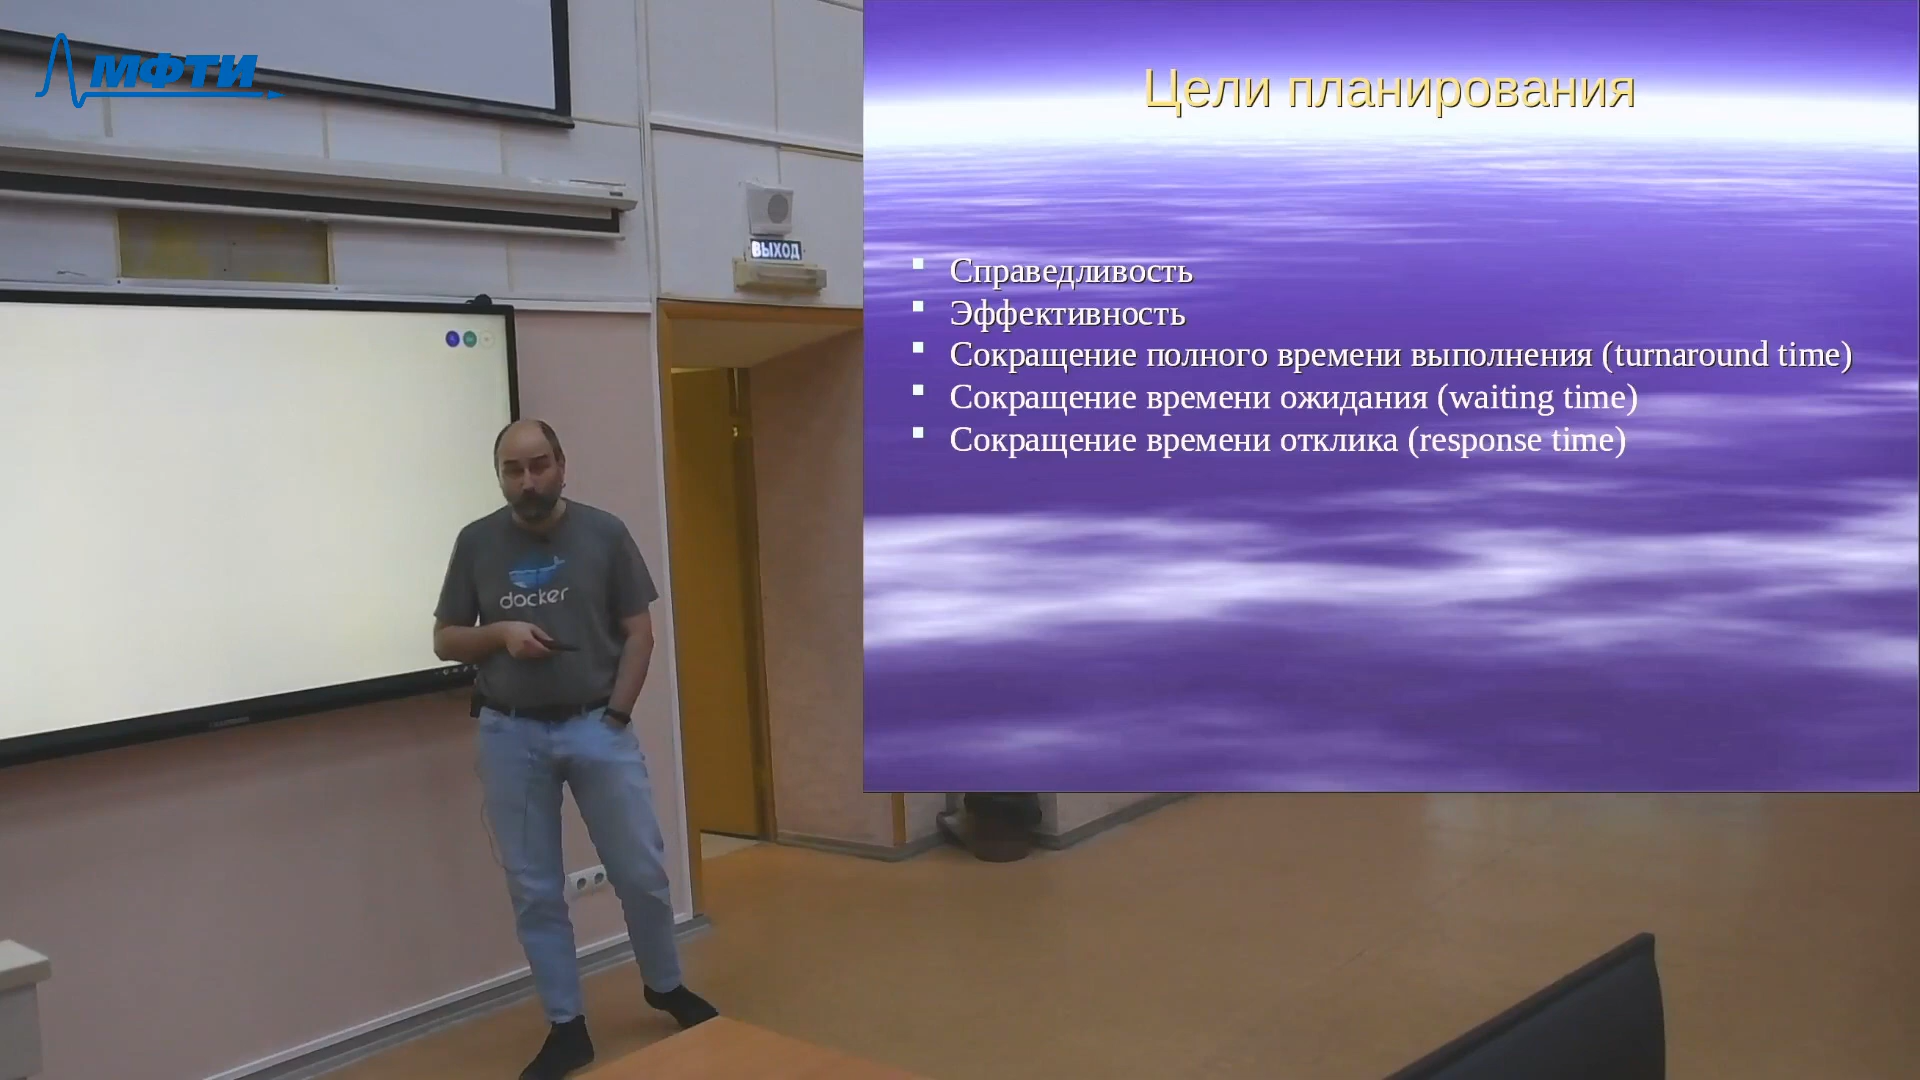 МФТИ
ВЫХОД
docker
Цели планирования
Справедливость
Эффективность
Сокращение полного времени выполнения (turnaround time)
Сокращение времени ожидания (waiting time)
Сокращение времени отклика (response time)